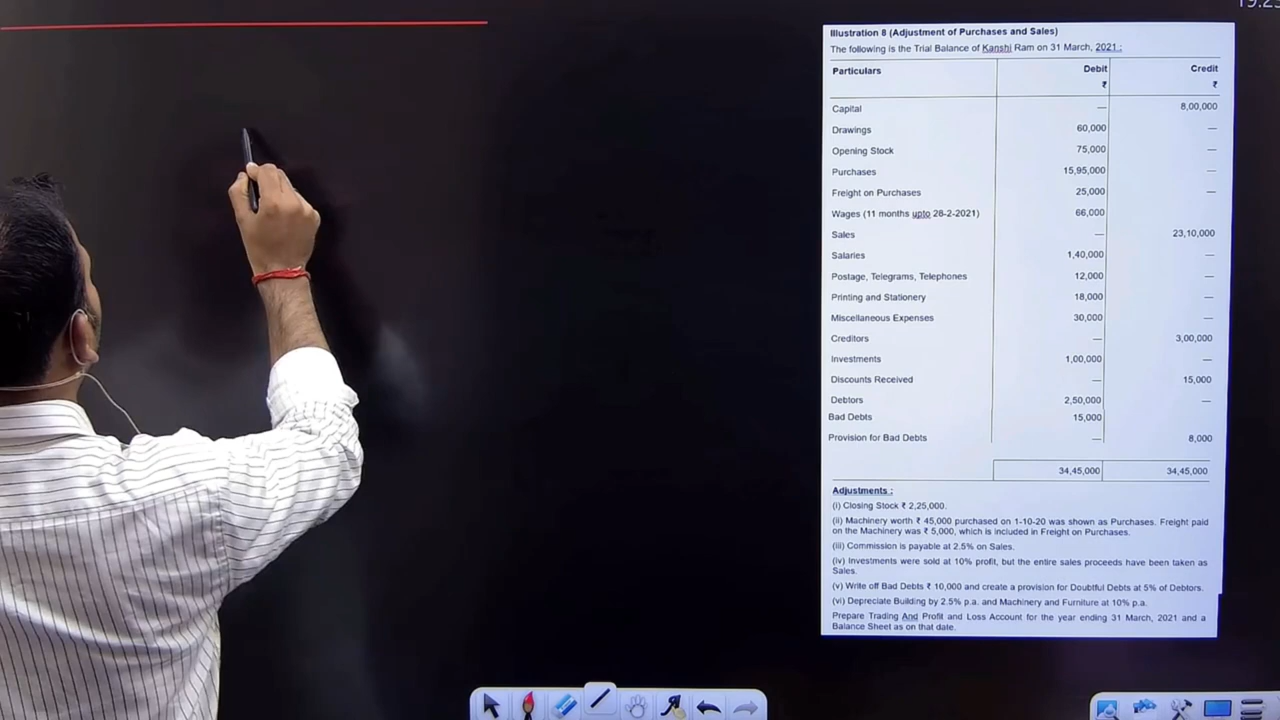 Illustration 8 (Adjustment of Purchases and Sales)
The following is the Trial Balance of Kanshi Ram on 31 March, 2021 :
Particulars Debit Credit
₹ ₹
Capital — 8,00,000
Drawings 60,000 —
Opening Stock 75,000 —
Purchases 15,95,000 —
Freight on Purchases 25,000 —
Wages (11 months upto 28-2-2021) 66,000
Sales — 23,10,000
Salaries 1,40,000 —
Postage, Telegrams, Telephones 12,000 —
Printing and Stationery 18,000 —
Miscellaneous Expenses 30,000 —
Creditors — 3,00,000
Investments 1,00,000 —
Discounts Received — 15,000
Debtors 2,50,000 —
Bad Debts 15,000
Provision for Bad Debts — 8,000
34,45,000 34,45,000
Adjustments :
(i) Closing Stock ₹ 2,25,000.
(ii) Machinery worth ₹ 45,000 purchased on 1-10-20 was shown as Purchases. Freight paid
on the Machinery was ₹ 5,000, which is included in Freight on Purchases.
(iii) Commission is payable at 2.5% on Sales.
(iv) Investments were sold at 10% profit, but the entire sales proceeds have been taken as
Sales.
(v) Write off Bad Debts ₹ 10,000 and create a provision for Doubtful Debts at 5% of Debtors.
(vi) Depreciate Building by 2.5% p.a. and Machinery and Furniture at 10% p.a.
Prepare Trading And Profit and Loss Account for the year ending 31 March, 2021 and a
Balance Sheet as on that date.